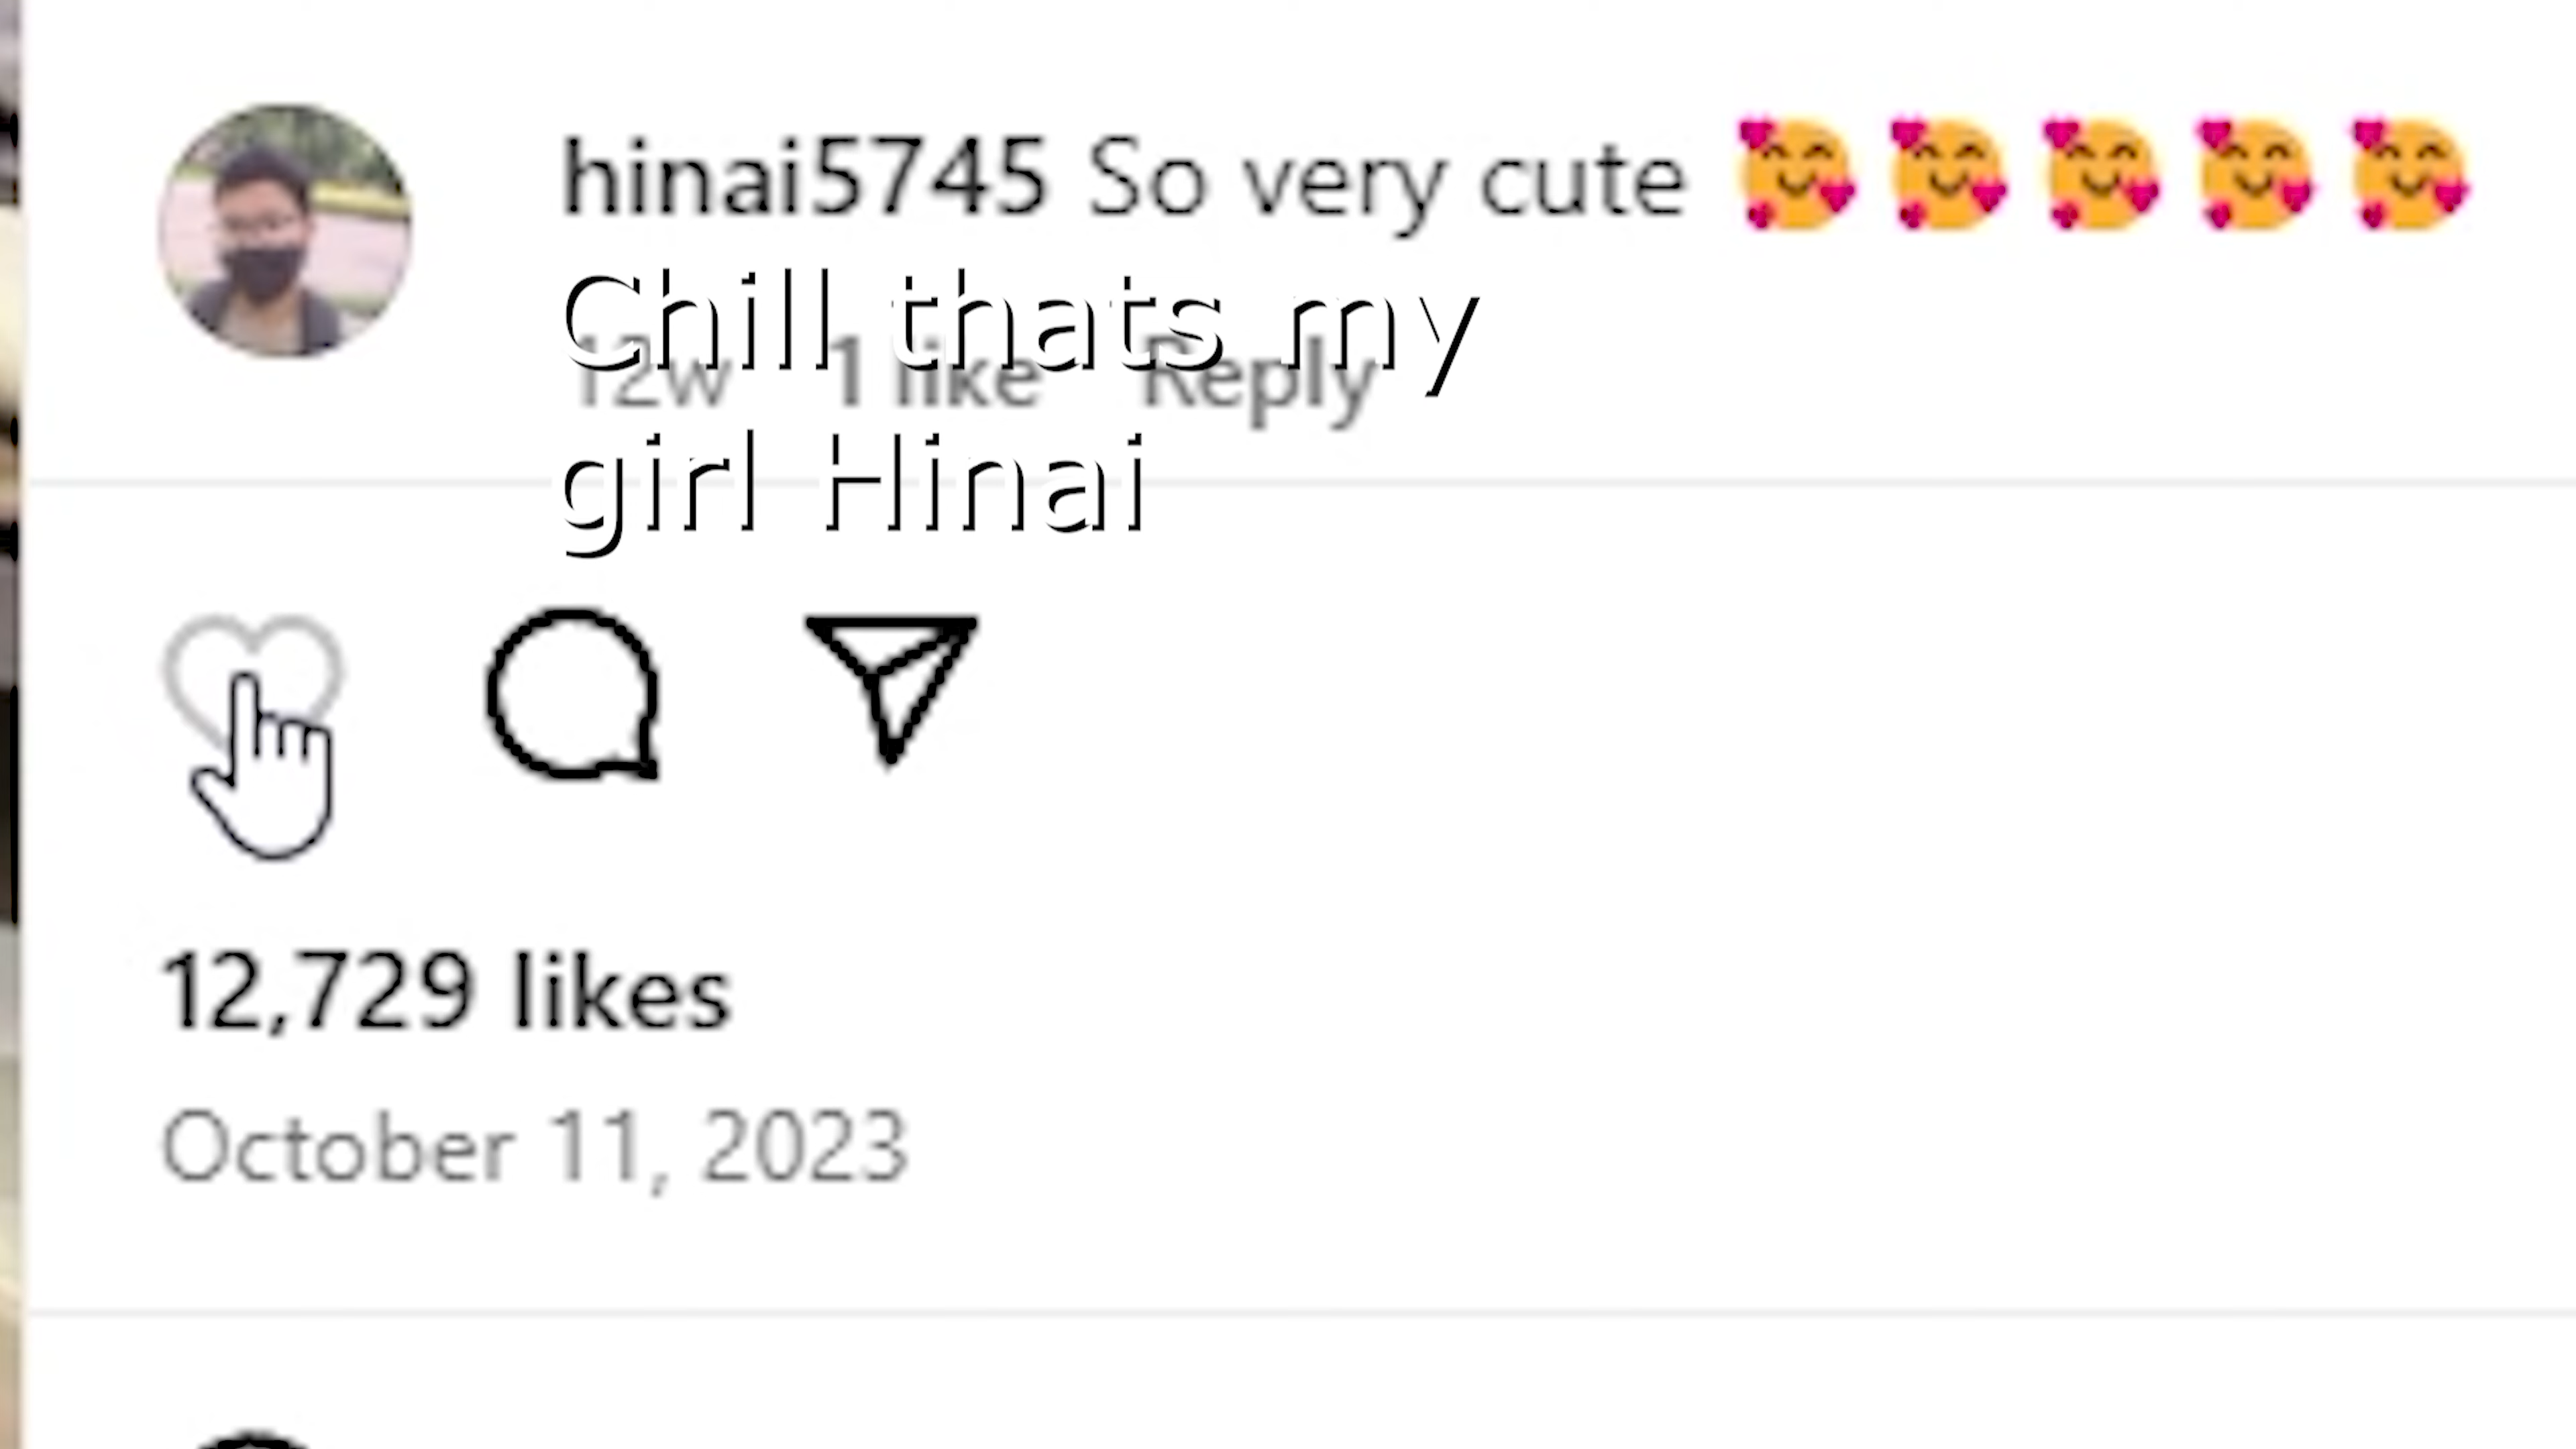 hinai5745 So very cute 🥰🥰🥰🥰🥰
Chill thats my
12w 1 like Reply
girl Hinai
12,729 likes
October 11, 2023